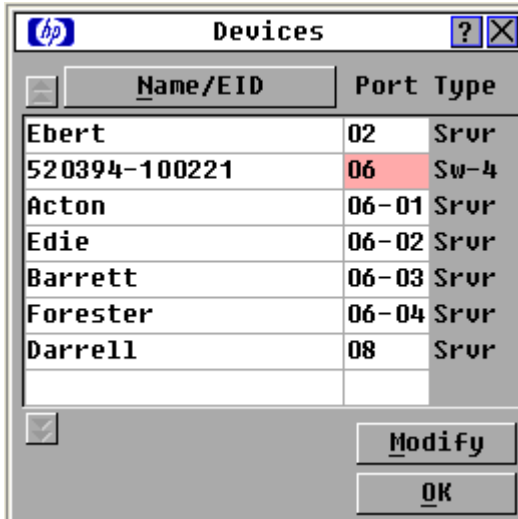 hp Devices ? X
Name/EID Port Type
Ebert 02 Srvr
520394-100221 06 Sw-4
Acton 06-01 Srvr
Edie 06-02 Srvr
Barrett 06-03 Srvr
Forester 06-04 Srvr
Darrell 08 Srvr
Modify
OK